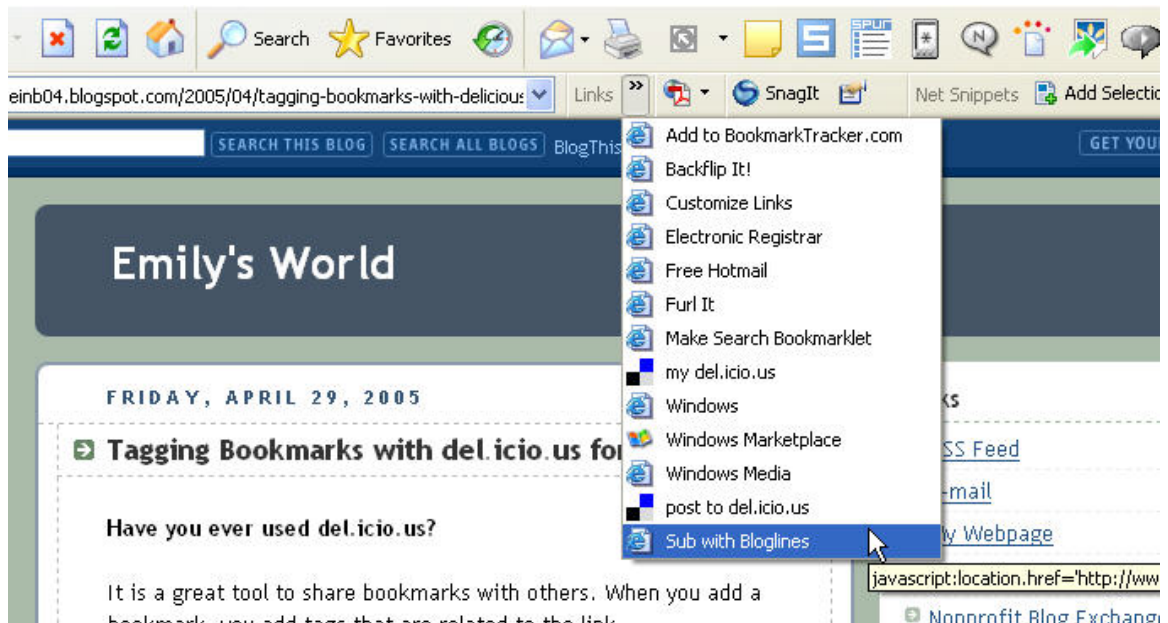 Search Favorites SPUR N
einb04.blogspot.com/2005/04/tagging-bookmarks-with-delicious Links » SnagIt Net Snippets Add Selectio
SEARCH THIS BLOG SEARCH ALL BLOGS BlogThis GET YOU
Add to BookmarkTracker.com
Backflip It!
Customize Links
Electronic Registrar
Free Hotmail
Furl It
Make Search Bookmarklet
my del.icio.us
Windows
Windows Marketplace
Windows Media
post to del.icio.us
Sub with Bloglines
Emily's World
FRIDAY, APRIL 29, 2005
Tagging Bookmarks with del.icio.us fo
Have you ever used del.icio.us?
It is a great tool to share bookmarks with others. When you add a
bookmark, you add tags that are related to the link.
ks
SS Feed
-mail
y Webpage
javascript:location.href='http://ww
Nonprofit Blog Exchange